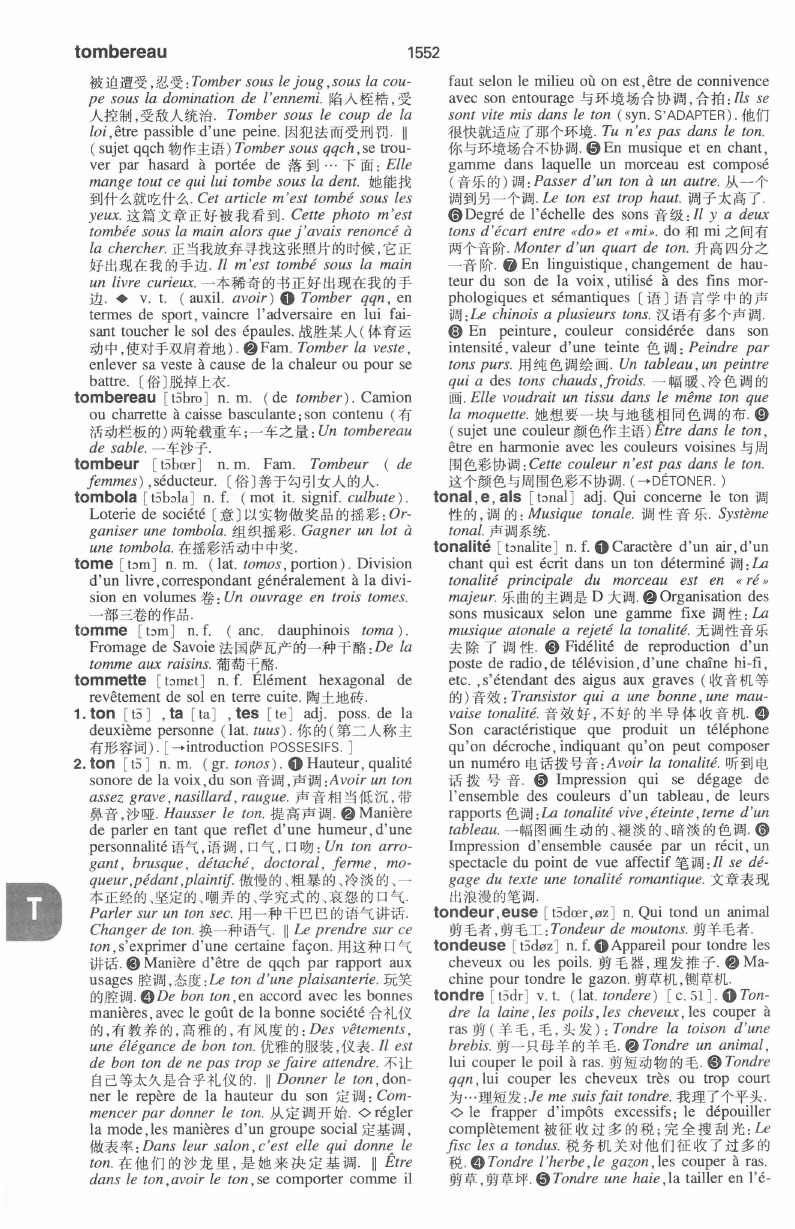 tombereau
1552
被迫遭受,忍受:Tomber sous le joug,sous la cou-
pe sous la domination de l'ennemi. 陷入桎梏,受
人控制,受敌人统治. Tomber sous le coup de la
loi,être passible d'une peine. 因犯法而受刑罚. ‖
(sujet qqch 物作主语) Tomber sous qqch,se trou-
ver par hasard à portée de 落到…下面: Elle
mange tout ce qui lui tombe sous la dent. 她能找
到什么就吃什么. Cet article m'est tombé sous les
yeux. 这篇文章正好被我看到. Cette photo m'est
tombée sous la main alors que j'avais renoncé à
la chercher. 正当我放弃寻找这张照片的时候,它正
好出现在我的手边. Il m'est tombé sous la main
un livre curieux. 一本稀奇的书正好出现在我的手
边. ◆ v. t. (auxil. avoir) ❶ Tomber qqn, en
termes de sport, vaincre l'adversaire en lui fai-
sant toucher le sol des épaules. 战胜某人(体育运
动中,使对手双肩着地). ❷Fam. Tomber la veste,
enlever sa veste à cause de la chaleur ou pour se
battre. 〔俗〕脱掉上衣.
tombereau [tɔ̃bro] n. m. (de tomber). Camion
ou charrette à caisse basculante;son contenu (有
活动栏板的)两轮载重车;一车之量:Un tombereau
de sable. 一车沙子.
tombeur [tɔ̃bœr] n.m. Fam. Tombeur (de
femmes),séducteur. 〔俗〕善于勾引女人的人.
tombola [tɔ̃bɔla] n. f. (mot it. signif. culbute).
Loterie de société 〔意〕以实物做奖品的摇彩:Or-
ganiser une tombola. 组织摇彩. Gagner un lot à
une tombola. 在摇彩活动中中奖.
tome [tɔm] n. m. (lat. tomos, portion). Division
d'un livre,correspondant généralement à la divi-
sion en volumes 卷:Un ouvrage en trois tomes.
一部三卷的作品.
tomme [tɔm] n.f. (anc. dauphinois toma).
Fromage de Savoie 法国萨瓦产的一种干酪:De la
tomme aux raisins. 葡萄干酪.
tommette [tɔmɛt] n. f. Élément hexagonal de
revêtement de sol en terre cuite. 陶土地砖.
1. ton [tɔ̃], ta [ta], tes [te] adj. poss. de la
deuxième personne (lat. tuus). 你的(第二人称主
有形容词). [→introduction POSSESIFS.]
2. ton [tɔ̃] n. m. (gr. tonos). ❶ Hauteur, qualité
sonore de la voix,du son 音调,声调:Avoir un ton
assez grave, nasillard, raugue. 声音相当低沉,带
鼻音,沙哑. Hausser le ton. 提高声调. ❷ Manière
de parler en tant que reflet d'une humeur,d'une
personnalité 语气,语调,口气,口吻: Un ton arro-
gant, brusque, détaché, doctoral, ferme, mo-
queur,pédant,plaintif. 傲慢的、粗暴的、冷淡的、一
本正经的、坚定的、嘲弄的、学究式的、哀怨的口气.
Parler sur un ton sec. 用一种干巴巴的语气讲话.
Changer de ton. 换一种语气. ‖ Le prendre sur ce
ton,s'exprimer d'une certaine façon. 用这种口气
讲话. ❸ Manière d'être de qqch par rapport aux
usages 腔调,态度:Le ton d'une plaisanterie. 玩笑
的腔调. ❹ De bon ton,en accord avec les bonnes
manières,avec le goût de la bonne société 合礼仪
的,有教养的,高雅的,有风度的: Des vêtements,
une élégance de bon ton. 优雅的服装,仪表. Il est
de bon ton de ne pas trop se faire attendre. 不让
自己等太久是合乎礼仪的. ‖ Donner le ton, don-
ner le repère de la hauteur du son 定调: Com-
mencer par donner le ton. 从定调开始. ◇ régler
la mode,les manières d'un groupe social 定基调,
做表率:Dans leur salon, c'est elle qui donne le
ton. 在他们的沙龙里,是她来决定基调. ‖ Être
dans le ton,avoir le ton,se comporter comme il
T
faut selon le milieu où on est,être de connivence
avec son entourage 与环境场合协调,合拍:Ils se
sont vite mis dans le ton (syn. S'ADAPTER). 他们
很快就适应了那个环境. Tu n'es pas dans le ton.
你与环境场合不协调. ❺ En musique et en chant,
gamme dans laquelle un morceau est composé
(音乐的)调:Passer d'un ton à un autre. 从一个
调到另一个调. Le ton est trop haut. 调子太高了.
❻Degré de l'échelle des sons 音级:Il y a deux
tons d'écart entre «do» et «mi». do 和 mi 之间有
两个音阶. Monter d'un quart de ton. 升高四分之
一音阶. ❼ En linguistique, changement de hau-
teur du son de la voix,utilisé à des fins mor-
phologiques et sémantiques 〔语〕语言学中的声
调:Le chinois a plusieurs tons. 汉语有多个声调.
❽ En peinture, couleur considérée dans son
intensité,valeur d'une teinte 色调: Peindre par
tons purs. 用纯色调绘画. Un tableau, un peintre
qui a des tons chauds,froids. 一幅暖、冷色调的
画. Elle voudrait un tissu dans le même ton que
la moquette. 她想要一块与地毯相同色调的布. ❾
(sujet une couleur 颜色作主语) Être dans le ton,
être en harmonie avec les couleurs voisines 与周
围色彩协调:Cette couleur n'est pas dans le ton.
这个颜色与周围色彩不协调. (→DÉTONER.)
tonal,e,als [tɔnal] adj. Qui concerne le ton 调
性的,调的: Musique tonale. 调性音乐. Système
tonal. 声调系统.
tonalité [tɔnalite] n. f. ❶ Caractère d'un air,d'un
chant qui est écrit dans un ton déterminé 调: La
tonalité principale du morceau est en «ré»
majeur. 乐曲的主调是 D 大调. ❷ Organisation des
sons musicaux selon une gamme fixe 调性: La
musique atonale a rejeté la tonalité. 无调性音乐
去除了调性. ❸ Fidélité de reproduction d'un
poste de radio,de télévision,d'une chaîne hi-fi,
etc. ,s'étendant des aigus aux graves (收音机等
的)音效: Transistor qui a une bonne, une mau-
vaise tonalité. 音效好,不好的半导体收音机. ❹
Son caractéristique que produit un téléphone
qu'on décroche,indiquant qu'on peut composer
un numéro 电话拨号音:Avoir la tonalité. 听到电
话拨号音. ❺ Impression qui se dégage de
l'ensemble des couleurs d'un tableau, de leurs
rapports 色调:La tonalité vive,éteinte,terne d'un
tableau. 一幅图画生动的、褪淡的、暗淡的色调. ❻
Impression d'ensemble causée par un récit,un
spectacle du point de vue affectif 笔调:Il se dé-
gage du texte une tonalité romantique. 文章表现
出浪漫的笔调.
tondeur,euse [tɔ̃dœr,øz] n. Qui tond un animal
剪毛者,剪毛工:Tondeur de moutons. 剪羊毛者.
tondeuse [tɔ̃døz] n. f. ❶ Appareil pour tondre les
cheveux ou les poils. 剪毛器,理发推子. ❷ Ma-
chine pour tondre le gazon. 剪草机,铡草机.
tondre [tɔ̃dr] v. t. (lat. tondere) [c. 51]. ❶ Ton-
dre la laine,les poils,les cheveux,les couper à
ras 剪(羊毛,毛,头发): Tondre la toison d'une
brebis. 剪一只母羊的羊毛. ❷ Tondre un animal,
lui couper le poil à ras. 剪短动物的毛. ❸ Tondre
qqn,lui couper les cheveux très ou trop court
为…理短发:Je me suis fait tondre. 我理了个平头.
◇ le frapper d'impôts excessifs; le dépouiller
complètement 被征收过多的税;完全搜刮光: Le
fisc les a tondus. 税务机关对他们征收了过多的
税. ❹ Tondre l'herbe,le gazon,les couper à ras.
剪草,剪草坪. ❺ Tondre une haie,la tailler en l'é-